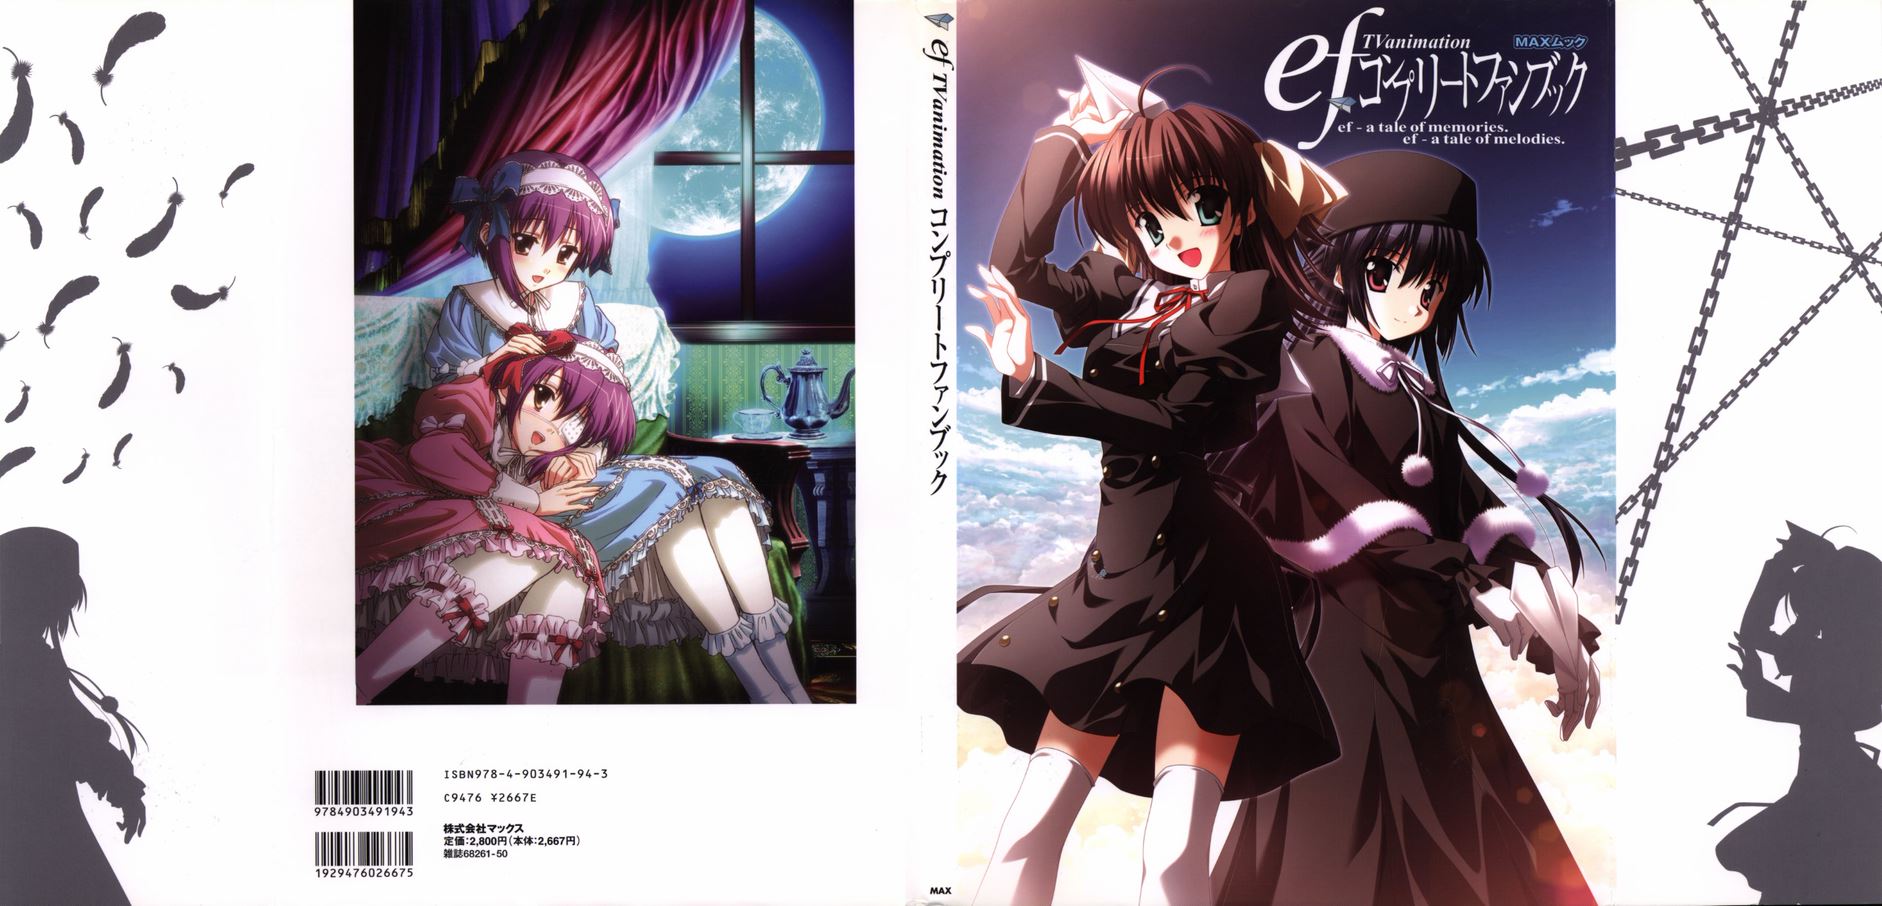 ISBN978-4-903491-94-3
C9476 ¥2667E
9784903491943
株式会社マックス
定価:2,800円(本体:2,667円)
雑誌68261-50
1929476026675
ef TVanimation コンプリートファンブック
MAX
ef TVanimation MAXムック
コンプリートファンブック
ef - a tale of memories.
ef - a tale of melodies.